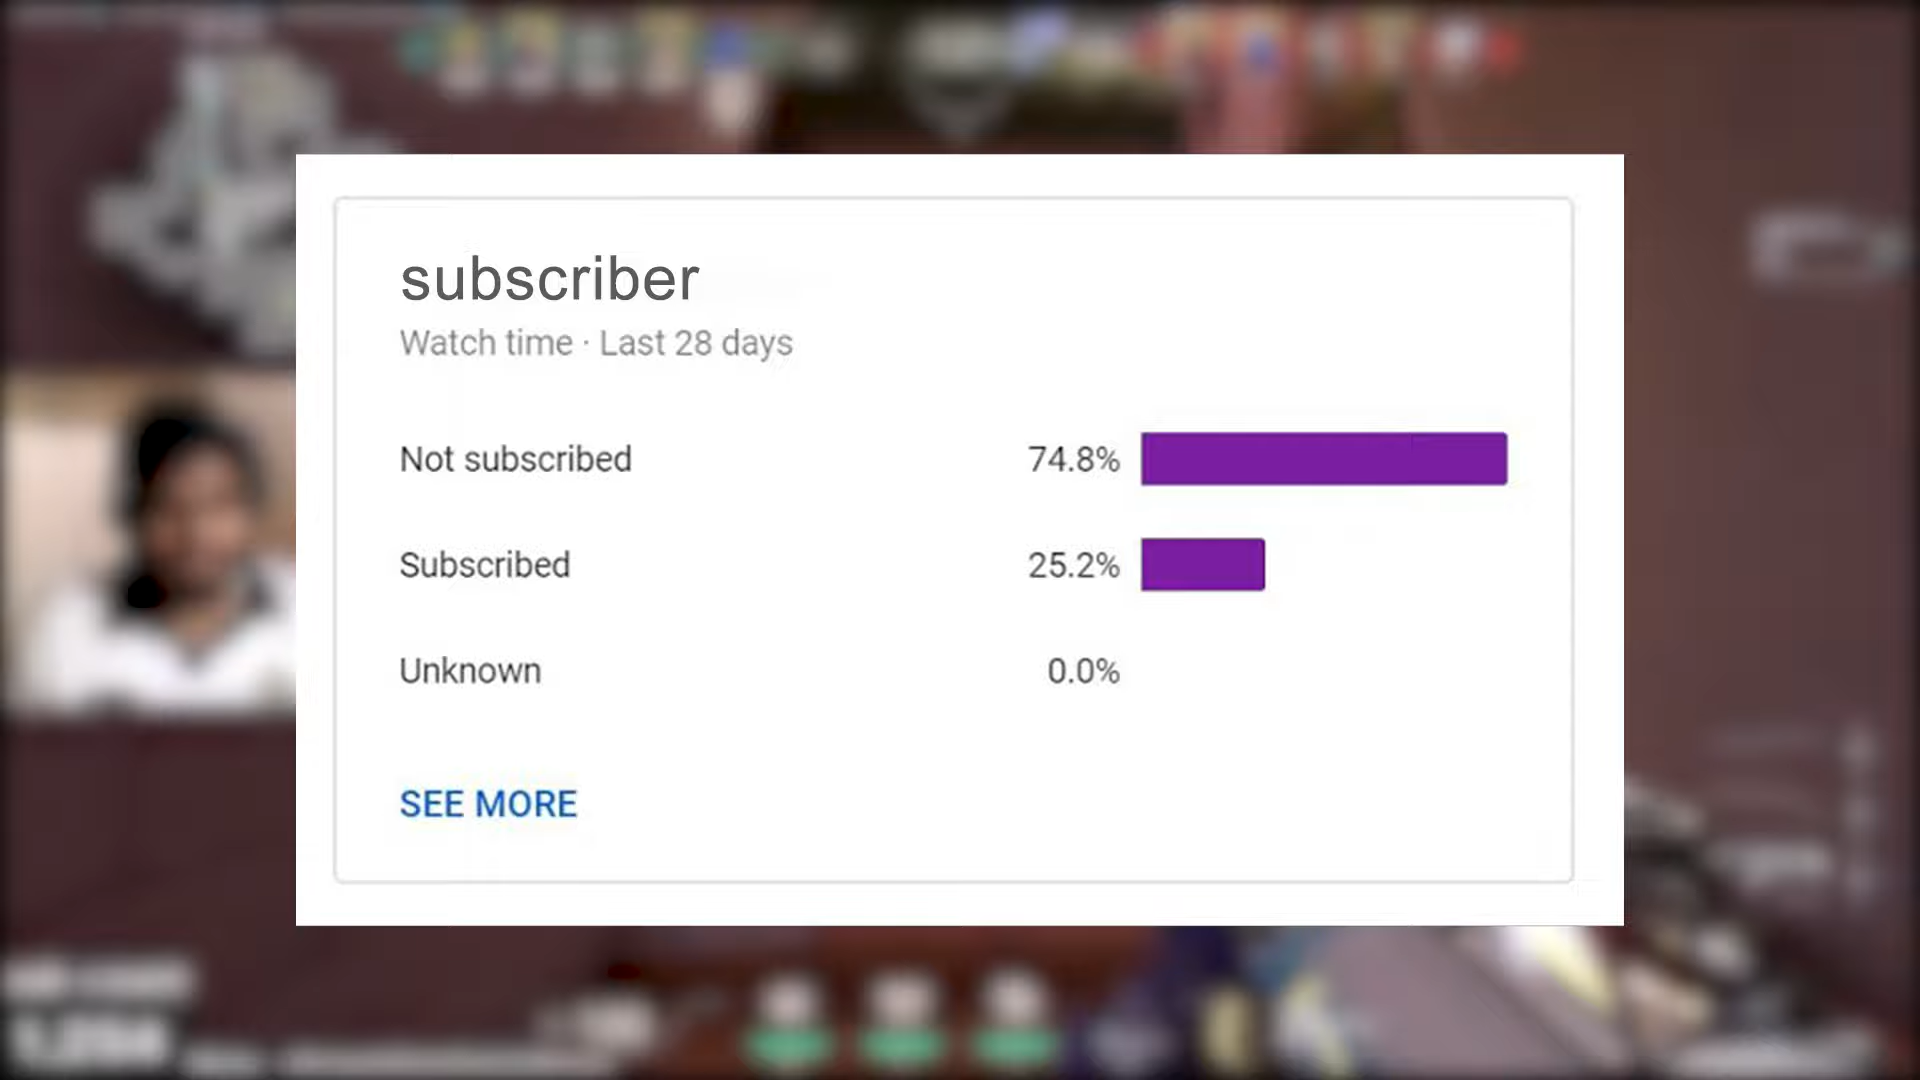 subscriber
Watch time · Last 28 days
Not subscribed 74.8%
Subscribed 25.2%
Unknown 0.0%
SEE MORE